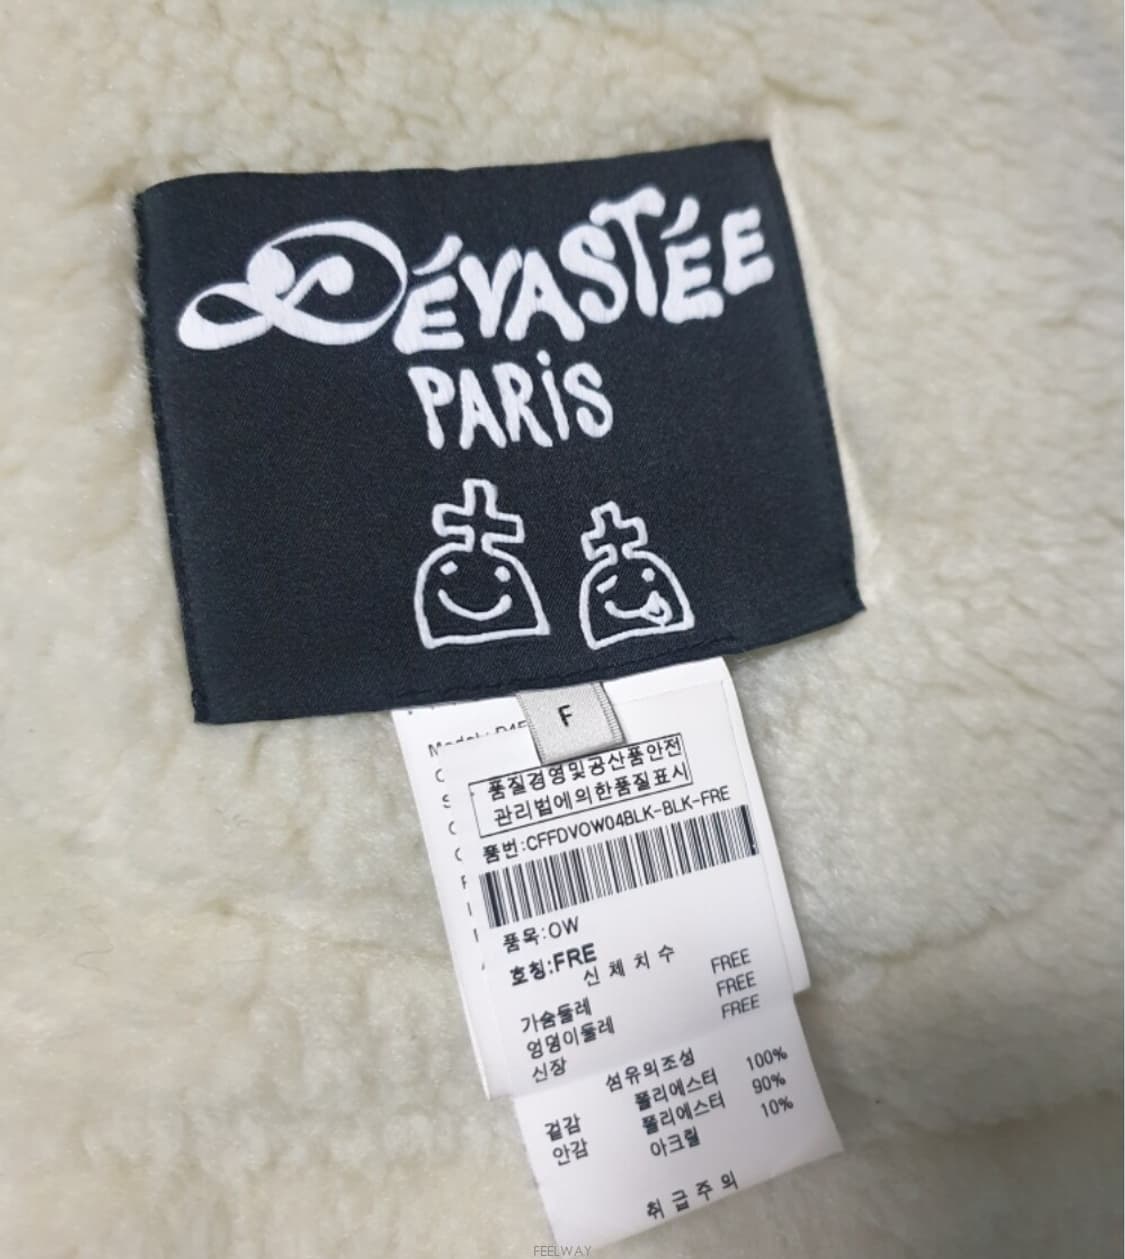 DÉVASTÉE
PARiS
F
품질경영및공산품안전
관리법에의한품질표시
품번:CFFDVOW04BLK-BLK-FRE
품목:OW
호칭:FRE
신체치수
가슴둘레 FREE
엉덩이둘레 FREE
신장 FREE
섬유의조성
겉감 폴리에스터 100%
안감 폴리에스터 90%
아크릴 10%
취급주의
FEELWAY